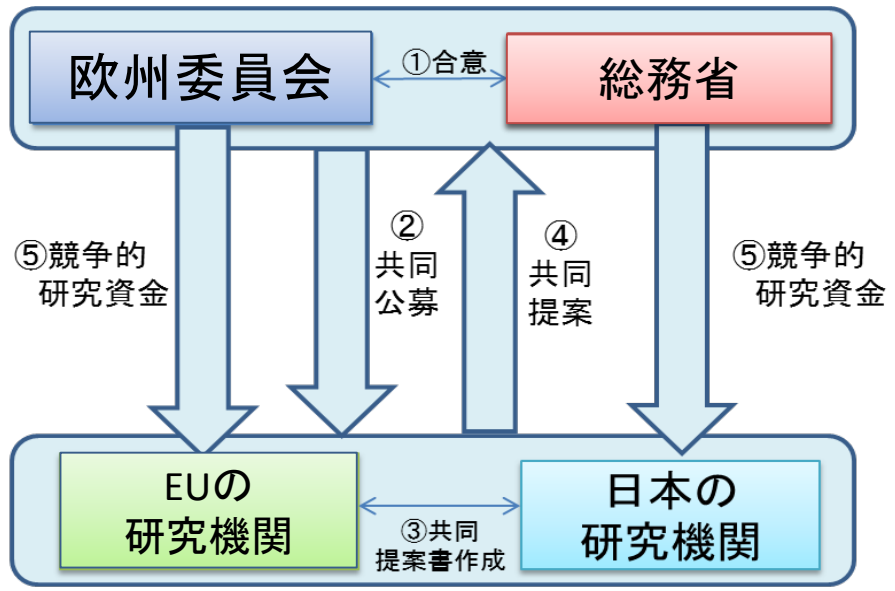 欧州委員会
①合意
総務省
⑤競争的
研究資金
②
共同
公募
④
共同
提案
⑤競争的
研究資金
EUの
研究機関
③共同
提案書作成
日本の
研究機関